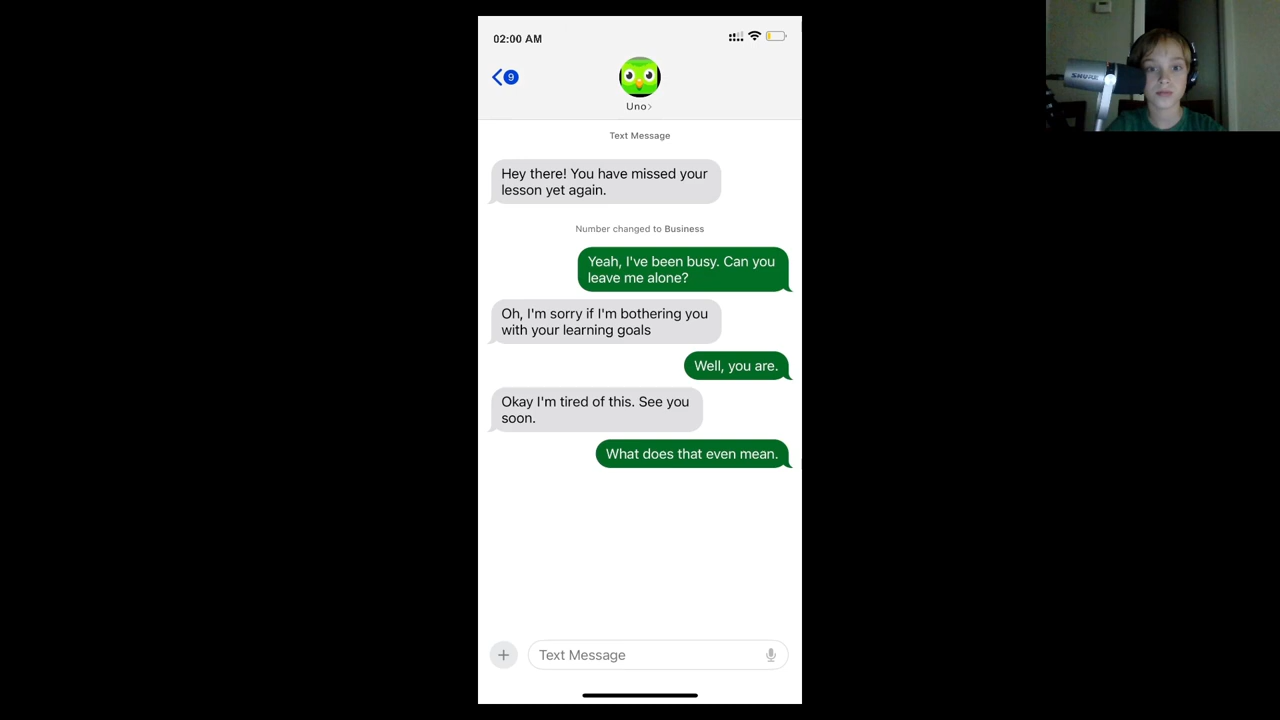 02:00 AM
9
Uno
Text Message
Hey there! You have missed your
lesson yet again.
Number changed to Business
Yeah, I've been busy. Can you
leave me alone?
Oh, I'm sorry if I'm bothering you
with your learning goals
Well, you are.
Okay I'm tired of this. See you
soon.
What does that even mean.
Text Message
SHURE